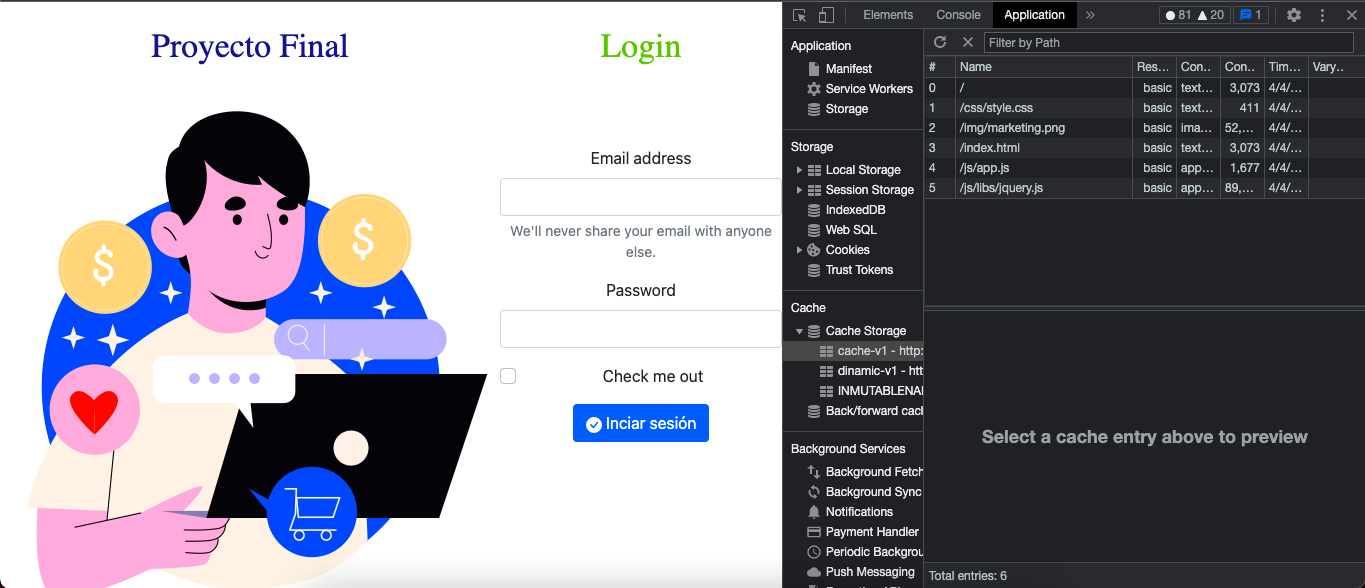 Proyecto Final
Login
Email address
We'll never share your email with anyone
else.
Password
Check me out
Inciar sesión
Elements Console Application » 81 20 1
Application
Manifest
Service Workers
Storage
Storage
Local Storage
Session Storage
IndexedDB
Web SQL
Cookies
Trust Tokens
Cache
Cache Storage
cache-v1 - http:
dinamic-v1 - htt
INMUTABLENA
Back/forward cac
Background Services
Background Fetch
Background Sync
Notifications
Payment Handler
Periodic Backgrou
Push Messaging
Filter by Path
# Name Res... Con.. Con.. Tim... Vary..
0 / basic text... 3,073 4/4/...
1 /css/style.css basic text... 411 4/4/...
2 /img/marketing.png basic ima... 52,... 4/4/...
3 /index.html basic text... 3,073 4/4/...
4 /js/app.js basic app... 1,677 4/4/...
5 /js/libs/jquery.js basic app... 89,... 4/4/...
Select a cache entry above to preview
Total entries: 6